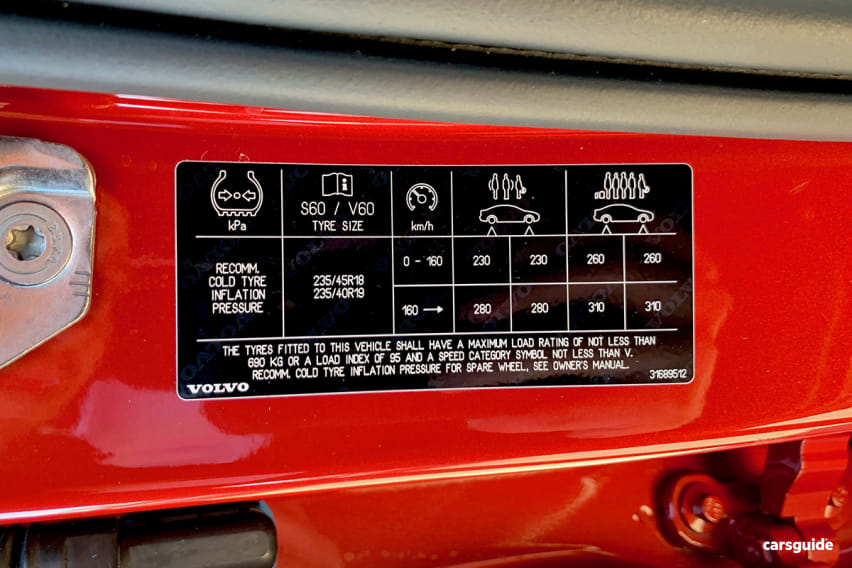 kPa
S60 / V60
TYRE SIZE
km/h
RECOMM.
COLD TYRE
INFLATION
PRESSURE
235/45R18
235/40R19
0 - 160
230
230
260
260
160 →
280
280
310
310
THE TYRES FITTED TO THIS VEHICLE SHALL HAVE A MAXIMUM LOAD RATING OF NOT LESS THAN
690 KG OR A LOAD INDEX OF 95 AND A SPEED CATEGORY SYMBOL NOT LESS THAN V.
RECOMM. COLD TYRE INFLATION PRESSURE FOR SPARE WHEEL, SEE OWNER'S MANUAL.
VOLVO
31689512
carsguide